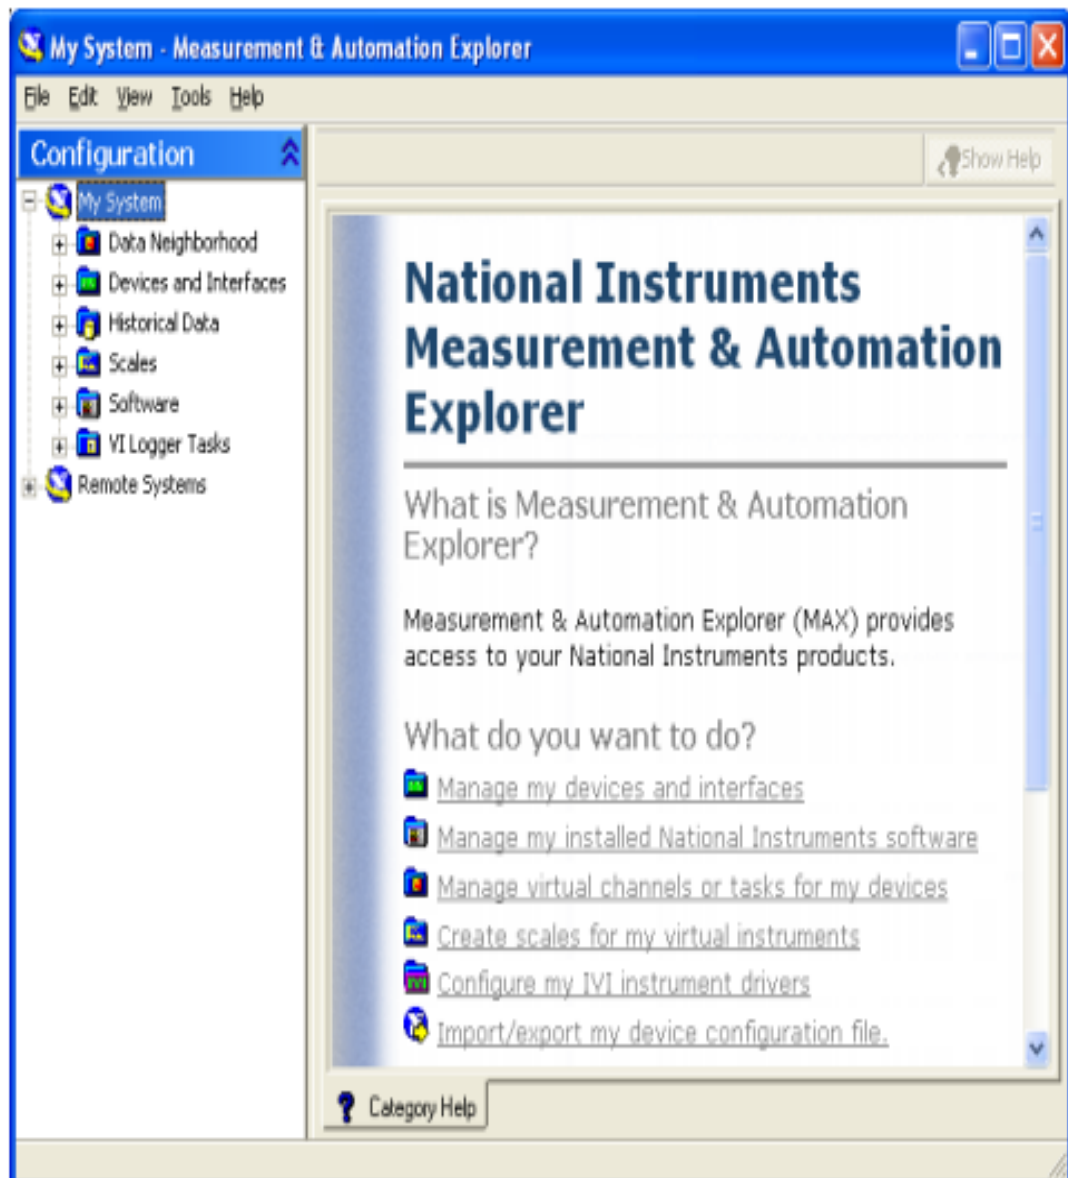 My System - Measurement & Automation Explorer
File Edit View Tools Help
Configuration
Show Help
My System
Data Neighborhood
Devices and Interfaces
Historical Data
Scales
Software
VI Logger Tasks
Remote Systems
National Instruments
Measurement & Automation
Explorer
What is Measurement & Automation
Explorer?
Measurement & Automation Explorer (MAX) provides
access to your National Instruments products.
What do you want to do?
Manage my devices and interfaces
Manage my installed National Instruments software
Manage virtual channels or tasks for my devices
Create scales for my virtual instruments
IVI
Configure my IVI instrument drivers
Import/export my device configuration file.
? Category Help